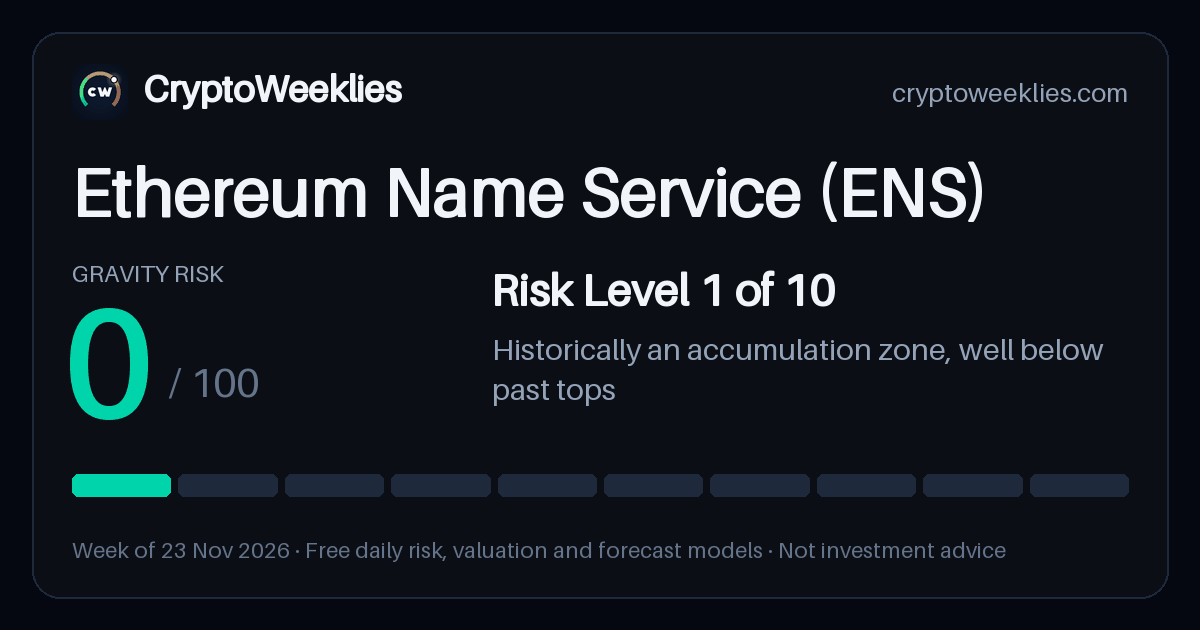 CW
CryptoWeeklies
cryptoweeklies.com
Ethereum Name Service (ENS)
GRAVITY RISK
0 / 100
Risk Level 1 of 10
Historically an accumulation zone, well below
past tops
Week of 23 Nov 2026 · Free daily risk, valuation and forecast models · Not investment advice